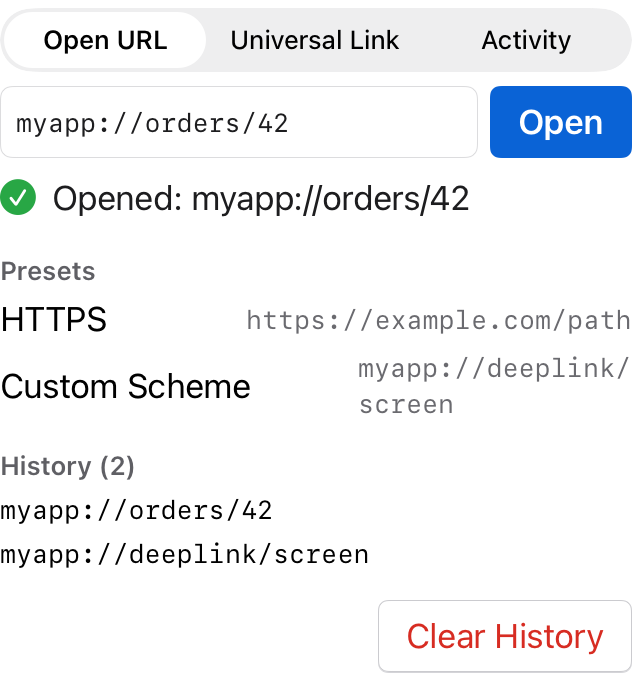 Open URL Universal Link Activity
myapp://orders/42 Open
Opened: myapp://orders/42
Presets
HTTPS https://example.com/path
Custom Scheme myapp://deeplink/
screen
History (2)
myapp://orders/42
myapp://deeplink/screen
Clear History